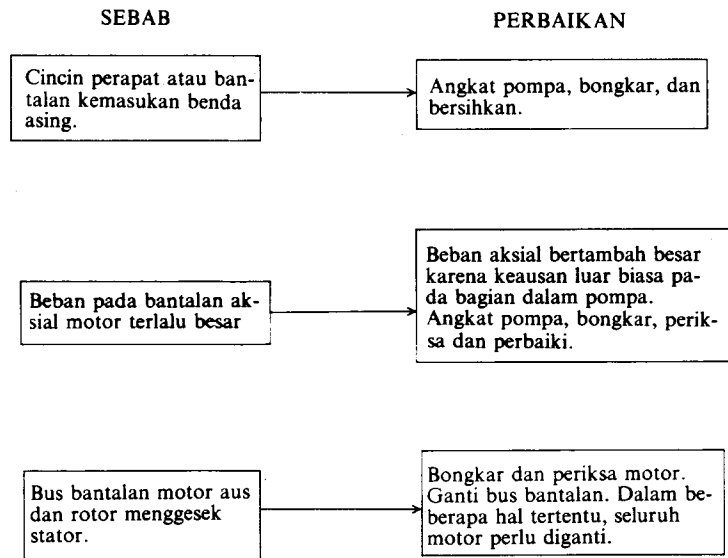 SEBAB
PERBAIKAN
Cincin perapat atau ban-
talan kemasukan benda
asing.
Angkat pompa, bongkar, dan
bersihkan.
Beban pada bantalan ak-
sial motor terlalu besar
Beban aksial bertambah besar
karena keausan luar biasa pa-
da bagian dalam pompa.
Angkat pompa, bongkar, perik-
sa dan perbaiki.
Bus bantalan motor aus
dan rotor menggesek
stator.
Bongkar dan periksa motor.
Ganti bus bantalan. Dalam be-
berapa hal tertentu, seluruh
motor perlu diganti.